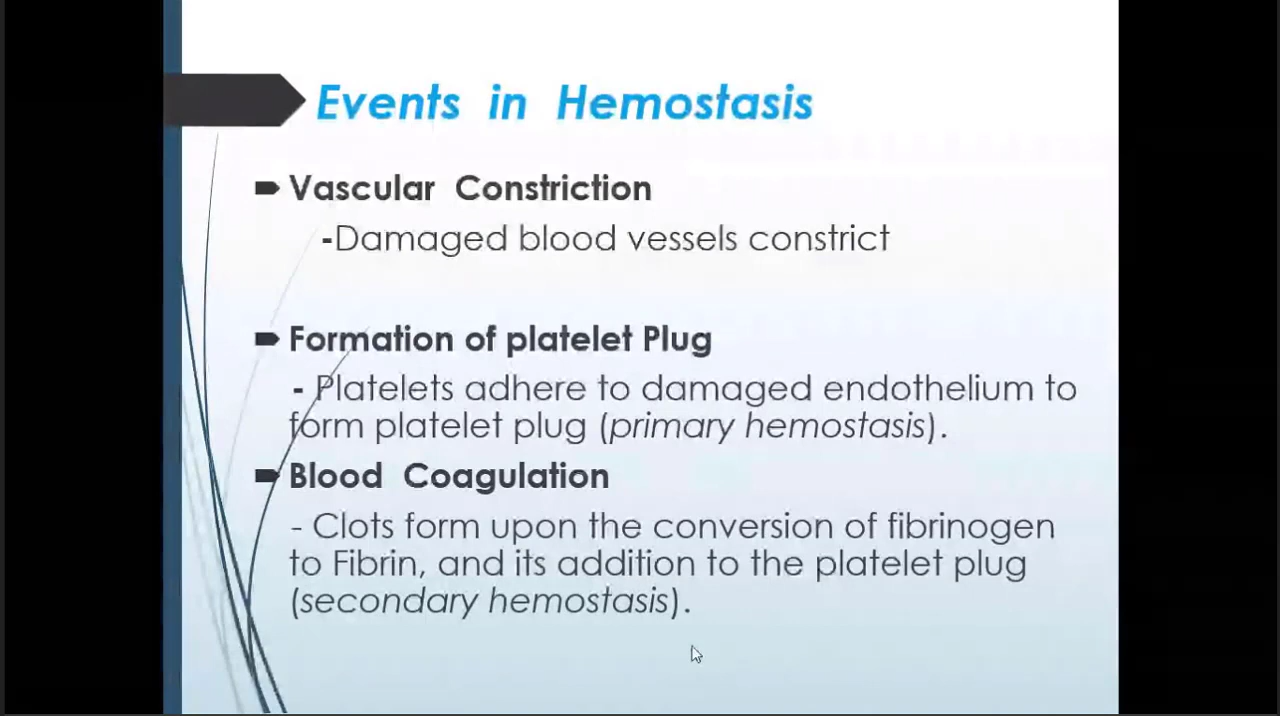 Events in Hemostasis
Vascular Constriction
-Damaged blood vessels constrict
Formation of platelet Plug
- Platelets adhere to damaged endothelium to
form platelet plug (primary hemostasis).
Blood Coagulation
- Clots form upon the conversion of fibrinogen
to Fibrin, and its addition to the platelet plug
(secondary hemostasis).